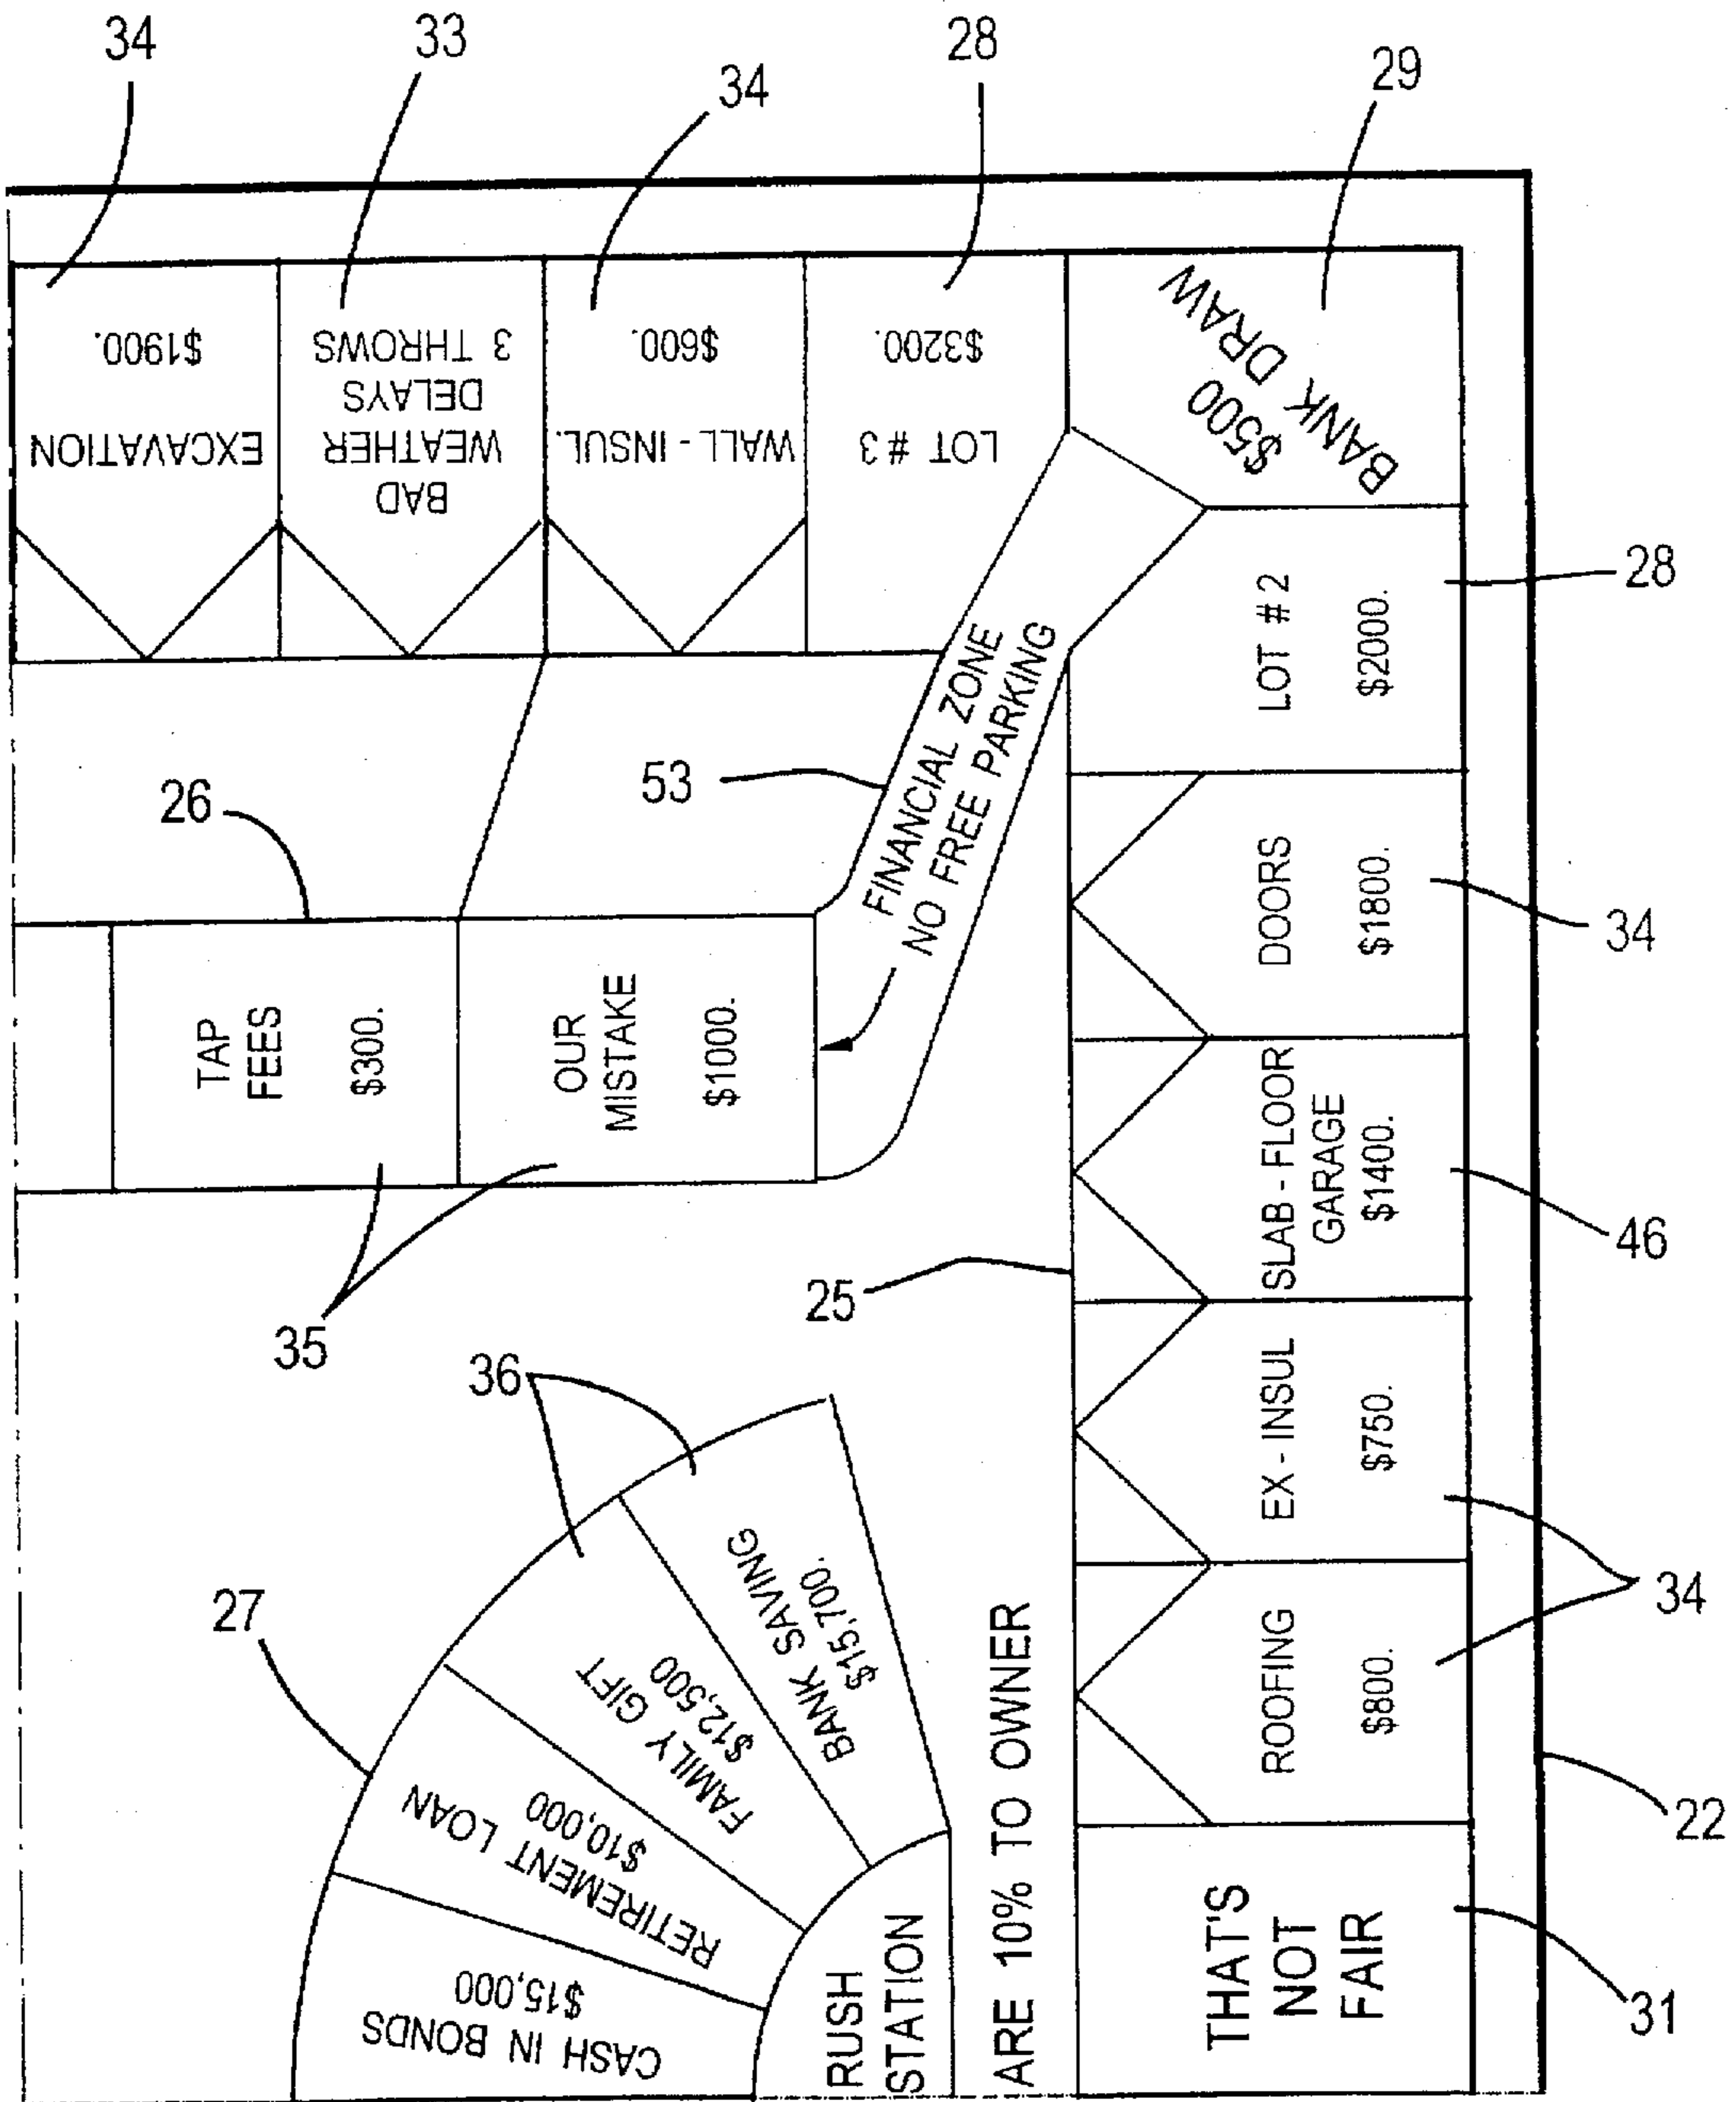 34
33
34
28
29
EXCAVATION
$1900.
BAD
WEATHER
DELAYS
3 THROWS
WALL - INSUL.
$600.
LOT # 3
$3200.
$500
BANK DRAW
28
LOT # 2
$2000.
53
FINANCIAL ZONE
NO FREE PARKING
26
TAP
FEES
$300.
OUR
MISTAKE
$1000.
35
DOORS
$1800.
34
SLAB - FLOOR
GARAGE
$1400.
46
25
EX - INSUL
$750.
ROOFING
$800.
34
36
27
BANK SAVING
$15,700.
FAMILY GIFT
$12,500
RETIREMENT LOAN
$10,000
CASH IN BONDS
$15,000
RUSH
STATION
ARE 10% TO OWNER
THAT'S
NOT
FAIR
22
31